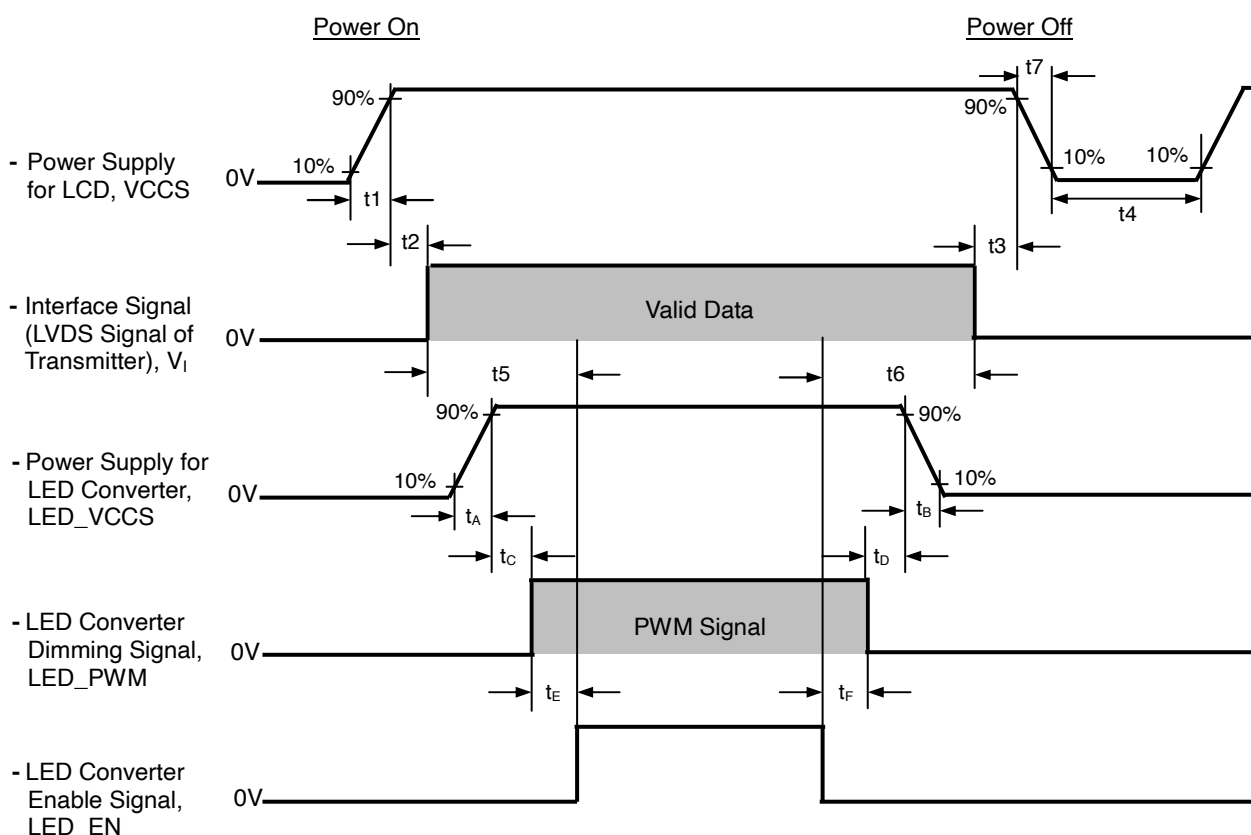 Power On
Power Off
t7
90%
90%
10%
10%
10%
- Power Supply
for LCD, VCCS
0V
t1
t4
t2
t3
- Interface Signal
(LVDS Signal of
Transmitter), VI
0V
Valid Data
t5
t6
90%
90%
- Power Supply for
LED Converter,
LED_VCCS
0V
10%
10%
tA
tB
tC
tD
- LED Converter
Dimming Signal,
LED_PWM
0V
PWM Signal
tE
tF
- LED Converter
Enable Signal,
LED_EN
0V